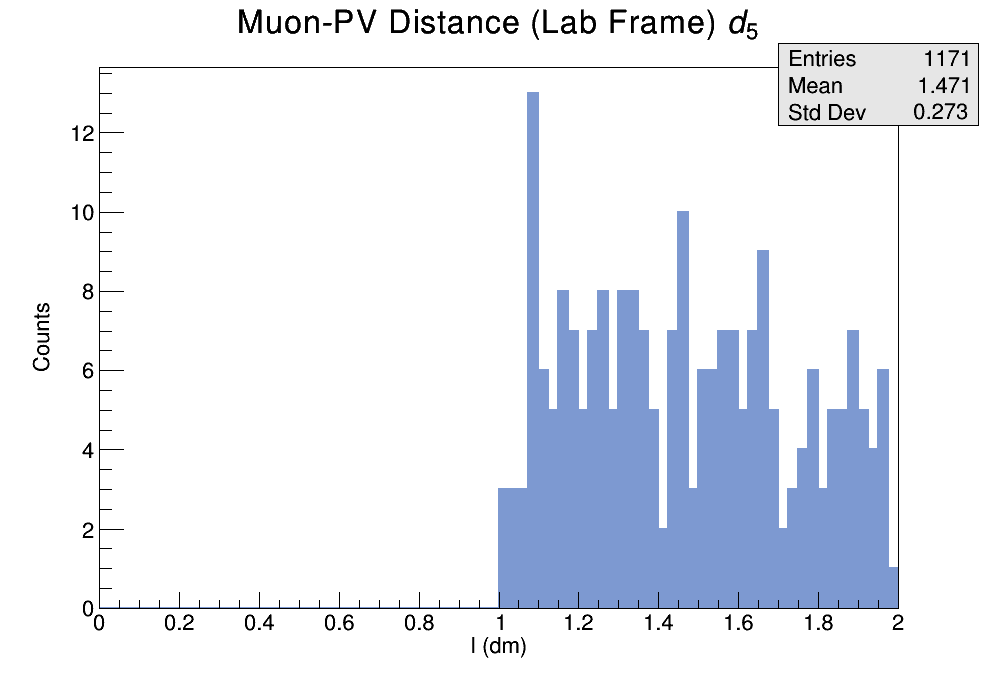 Muon-PV Distance (Lab Frame) d5
Entries 1171
Mean 1.471
Std Dev 0.273
12
10
8
6
4
2
0
Counts
0 0.2 0.4 0.6 0.8 1 1.2 1.4 1.6 1.8 2
l (dm)